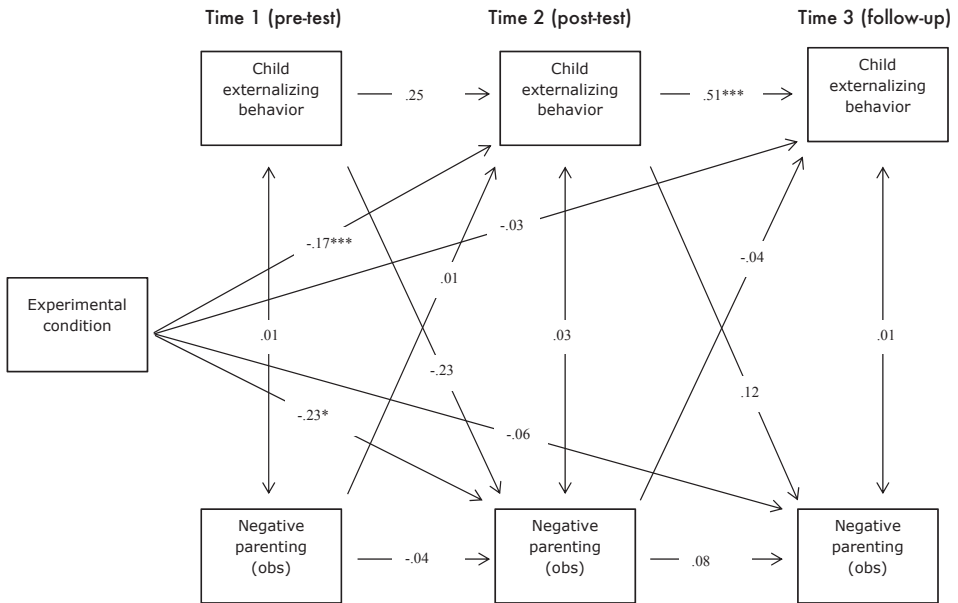 Time 1 (pre-test)
Time 2 (post-test)
Time 3 (follow-up)
Child
externalizing
behavior
.25
Child
externalizing
behavior
.51***
Child
externalizing
behavior
-.17***
-.03
.01
-.04
Experimental
condition
.01
.03
.01
-.23
.12
-.23*
-.06
Negative
parenting
(obs)
-.04
Negative
parenting
(obs)
.08
Negative
parenting
(obs)